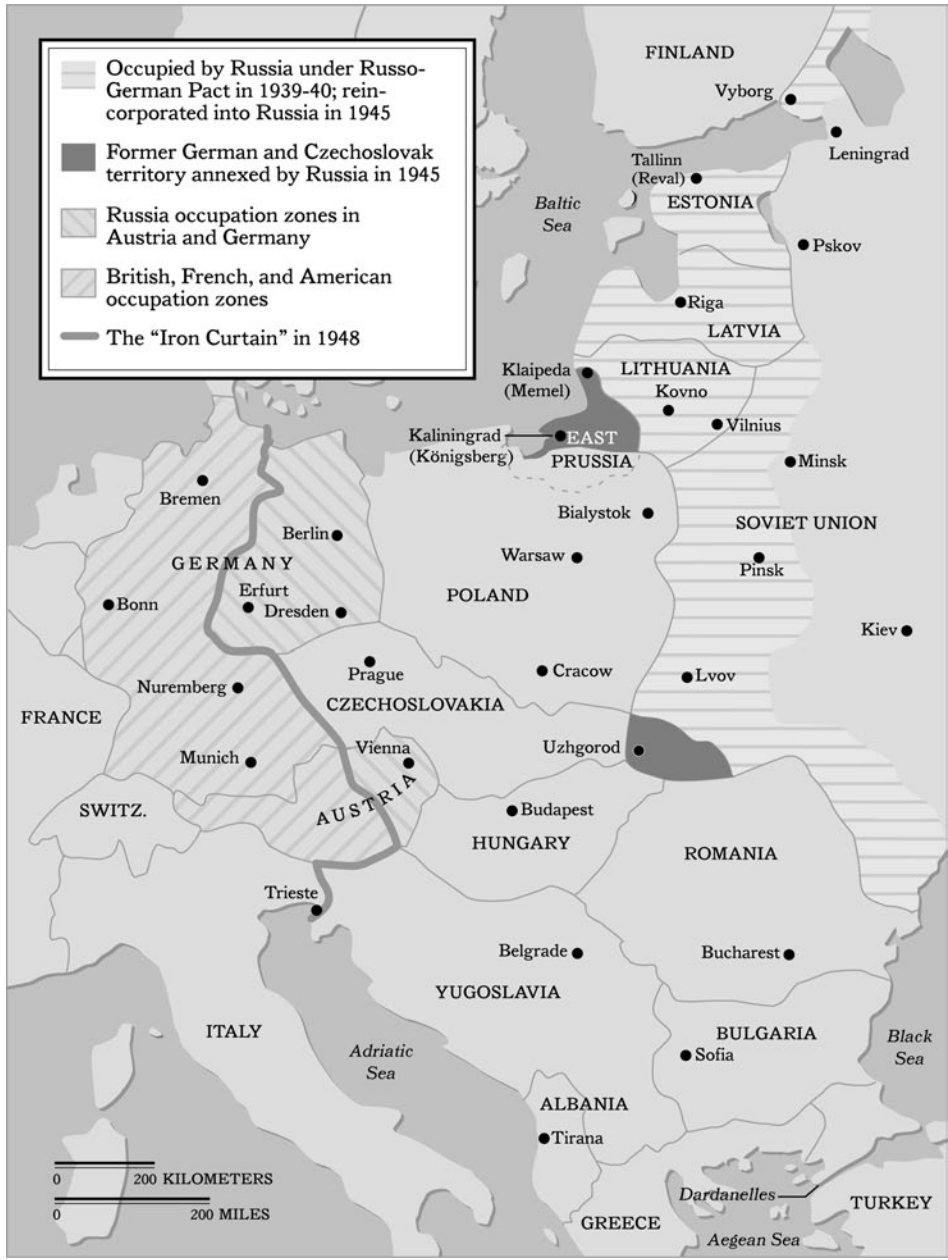 Occupied by Russia under Russo-
German Pact in 1939-40; rein-
corporated into Russia in 1945
Former German and Czechoslovak
territory annexed by Russia in 1945
Russia occupation zones in
Austria and Germany
British, French, and American
occupation zones
The “Iron Curtain” in 1948
FINLAND
Vyborg
Leningrad
Tallinn
(Reval)
)
ESTONIA
Baltic
Sea
Pskov
Riga
LATVIA
Klaipeda
(Memel)
LITHUANIA
Kovno
Vilnius
Kaliningrad
(Königsberg)
EAST
PRUSSIA
Minsk
Bremen
Bialystok
SOVIET UNION
Berlin
GERMANY
Warsaw
Pinsk
Erfurt
Bonn
Dresden
POLAND
Kiev
Prague
Cracow
Lvov
Nuremberg
CZECHOSLOVAKIA
FRANCE
Munich
Vienna
Uzhgorod
AUSTRIA
SWITZ.
Budapest
HUNGARY
ROMANIA
Trieste
Belgrade
Bucharest
YUGOSLAVIA
ITALY
Adriatic
Sea
BULGARIA
Sofia
Black
Sea
ALBANIA
Tirana
0 200 KILOMETERS
0 200 MILES
Dardanelles
GREECE
TURKEY
Aegean Sea